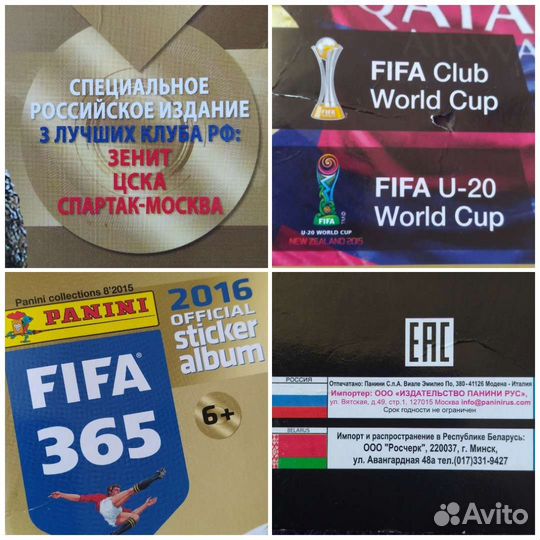 СПЕЦИАЛЬНОЕ
РОССИЙСКОЕ ИЗДАНИЕ
3 ЛУЧШИХ КЛУБА РФ:
ЗЕНИТ
ЦСКА
СПАРТАК-МОСКВА
QATAR
AIRWAY
FIFA Club
World Cup
FIFA
FIFA U-20
World Cup
FIFA
U-20 WORLD CUP
NEW ZEALAND 2015
Panini collections 8'2015
PANINI
2016
OFFICIAL
sticker
album
FIFA
365
6+
EAC
РОССИЯ
Отпечатано: Панини С.п.А. Виале Эмилио По, 380 - 41126 Модена - Италия
Импортер: ООО «ИЗДАТЕЛЬСТВО ПАНИНИ РУС»,
ул. Вятская, д.49, стр.1, 127015 Москва info@paninirus.com
Срок годности не ограничен
BELARUS
Импорт и распространение в Республике Беларусь:
ООО "Росчерк", 220037, г. Минск,
ул. Авангардная 48а тел.(017)331-9427
Avito